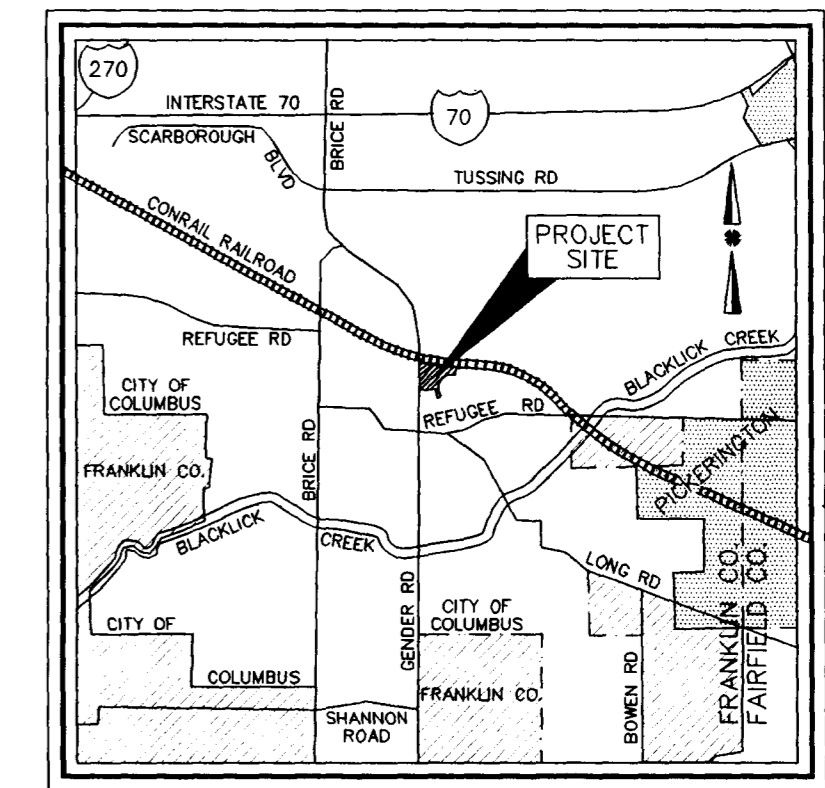 270
INTERSTATE 70
BRICE RD
70
SCARBOROUGH
BLVD
TUSSING RD
CONRAIL RAILROAD
PROJECT
SITE
REFUGEE RD
BLACKLICK CREEK
CITY OF
COLUMBUS
REFUGEE RD
FRANKLIN CO.
BRICE RD
PICKERINGTON
BLACKLICK CREEK
LONG RD
GENDER RD
CITY OF
COLUMBUS
CITY OF
COLUMBUS
FRANKLIN CO.
BOWEN RD
FRANKLIN CO.
FAIRFIELD CO.
SHANNON
ROAD